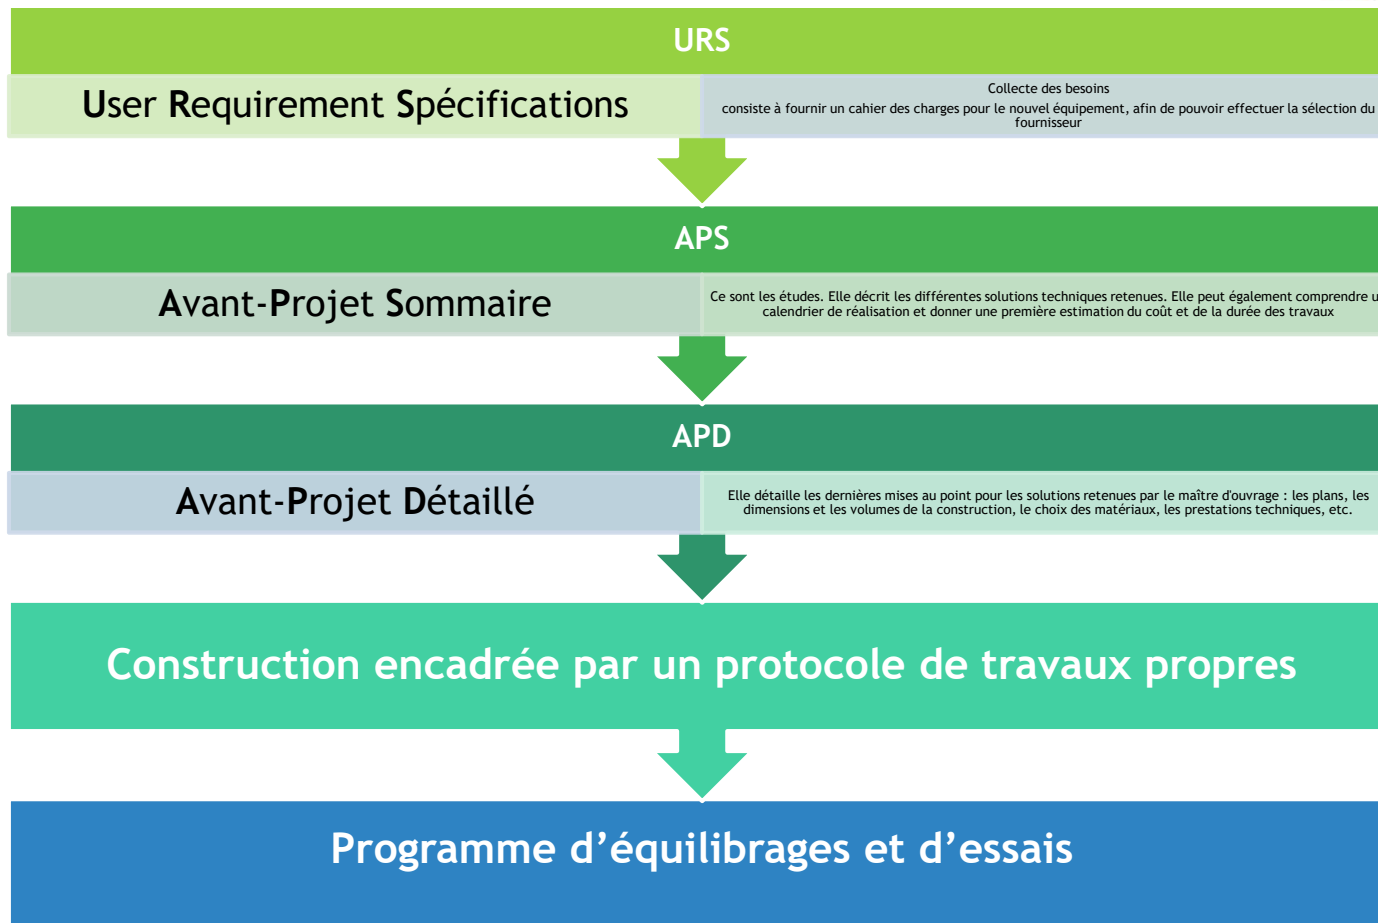 URS
User Requirement Spécifications
Collecte des besoins
consiste à fournir un cahier des charges pour le nouvel équipement, afin de pouvoir effectuer la sélection du
fournisseur
APS
Avant-Projet Sommaire
Ce sont les études. Elle décrit les différentes solutions techniques retenues. Elle peut également comprendre u
calendrier de réalisation et donner une première estimation du coût et de la durée des travaux
APD
Avant-Projet Détaillé
Elle détaille les dernières mises au point pour les solutions retenues par le maître d'ouvrage : les plans, les
dimensions et les volumes de la construction, le choix des matériaux, les prestations techniques, etc.
Construction encadrée par un protocole de travaux propres
Programme d’équilibrages et d’essais